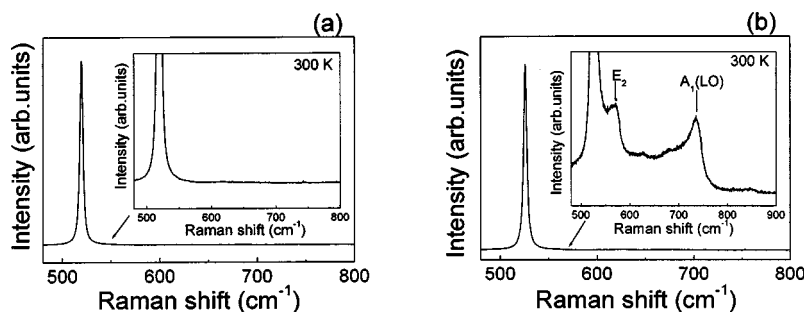 (a)
Intensity (arb.units)
Intensity (arb.units)
300 K
500 600 700 800
Raman shift (cm⁻¹)
500 600 700 800
Raman shift (cm⁻¹)
(b)
Intensity (arb.units)
Intensity (arb.units)
300 K
E₂
A₁(LO)
500 600 700 800 900
Raman shift (cm⁻¹)
500 600 700 800
Raman shift (cm⁻¹)